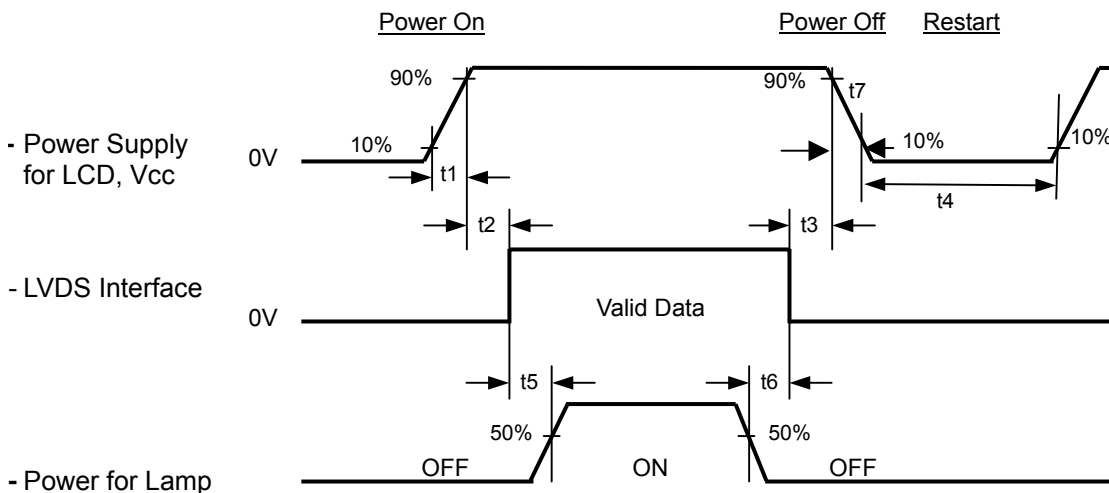 Power On
Power Off
Restart
90%
90%
t7
- Power Supply
for LCD, Vcc
0V
10%
10%
10%
t1
t4
t2
t3
- LVDS Interface
0V
Valid Data
t5
t6
50%
50%
- Power for Lamp
OFF
ON
OFF